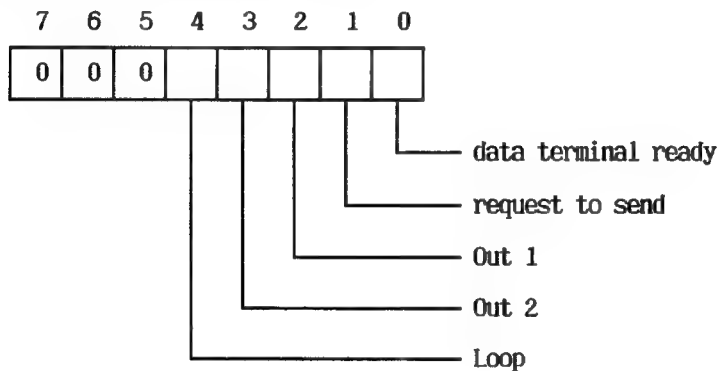 7 6 5 4 3 2 1 0
0 0 0
data terminal ready
request to send
Out 1
Out 2
Loop